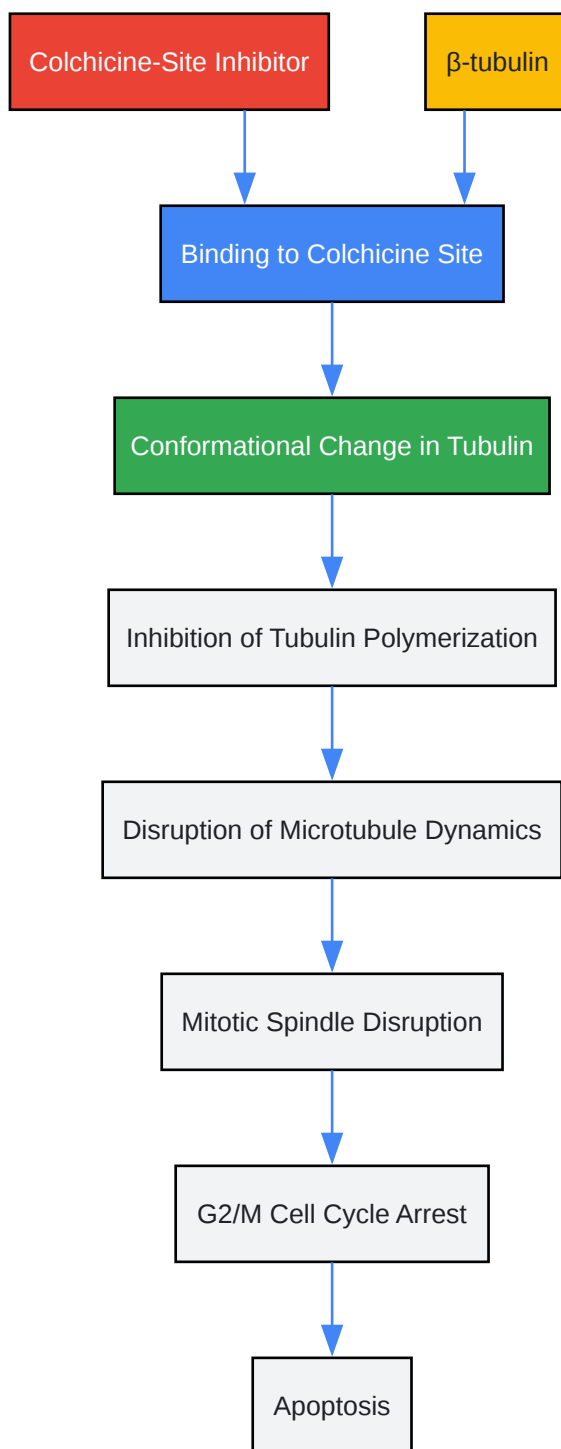 Colchicine-Site Inhibitor
β-tubulin
Binding to Colchicine Site
Conformational Change in Tubulin
Inhibition of Tubulin Polymerization
Disruption of Microtubule Dynamics
Mitotic Spindle Disruption
G2/M Cell Cycle Arrest
Apoptosis